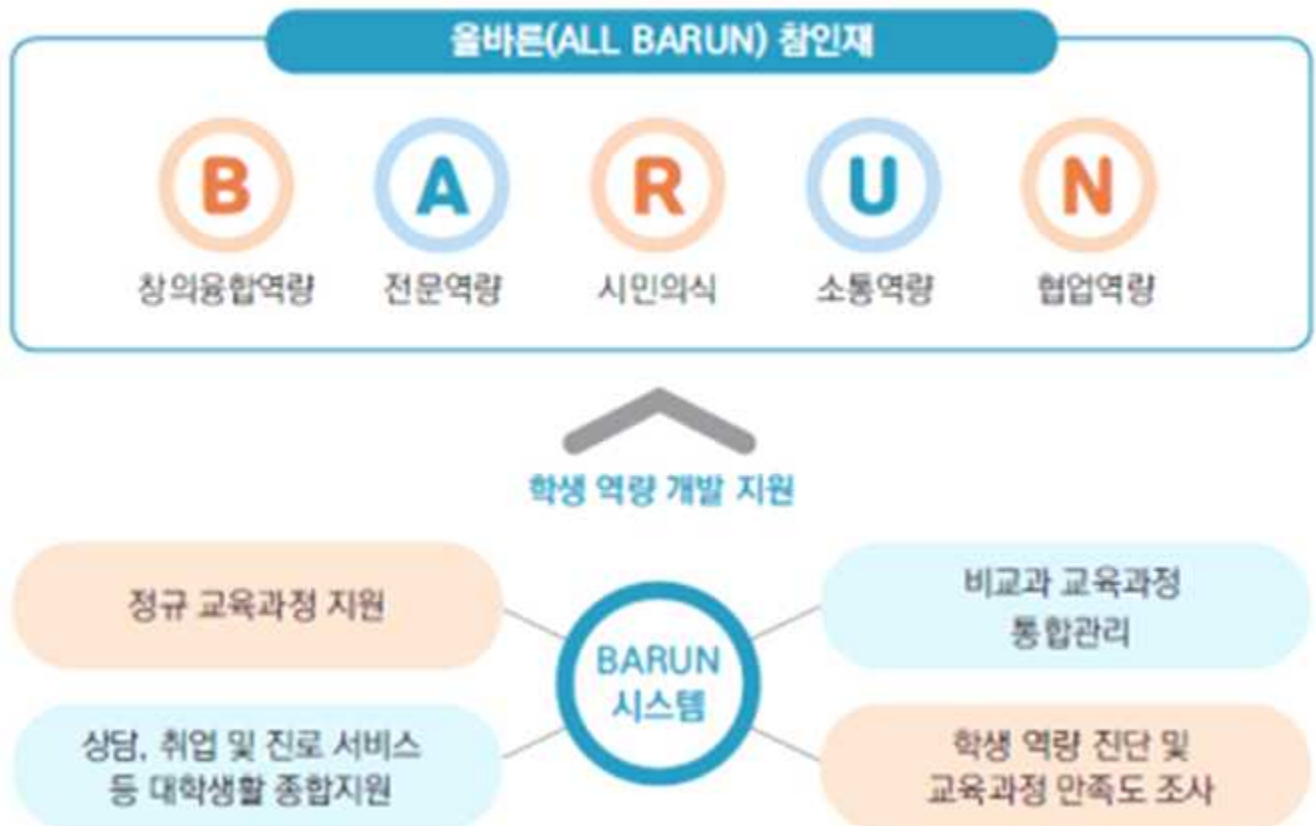 올바른(ALL BARUN) 참인재
B A R U N
창의융합역량 전문역량 시민의식 소통역량 협업역량
학생 역량 개발 지원
정규 교육과정 지원
비교과 교육과정
통합관리
BARUN
시스템
상담, 취업 및 진로 서비스
등 대학생활 종합지원
학생 역량 진단 및
교육과정 만족도 조사